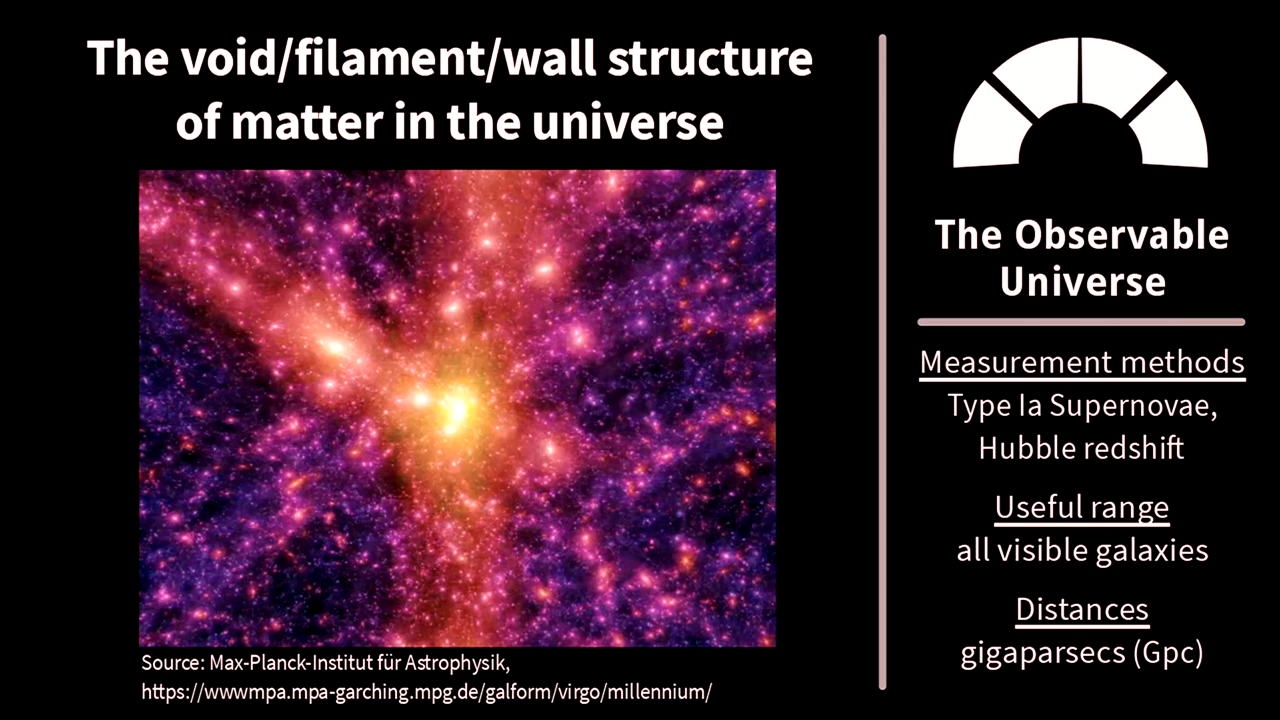 The void/filament/wall structure
of matter in the universe
Source: Max-Planck-Institut für Astrophysik,
https://wwwmpa.mpa-garching.mpg.de/galform/virgo/millennium/
The Observable
Universe
Measurement methods
Type Ia Supernovae,
Hubble redshift
Useful range
all visible galaxies
Distances
gigaparsecs (Gpc)